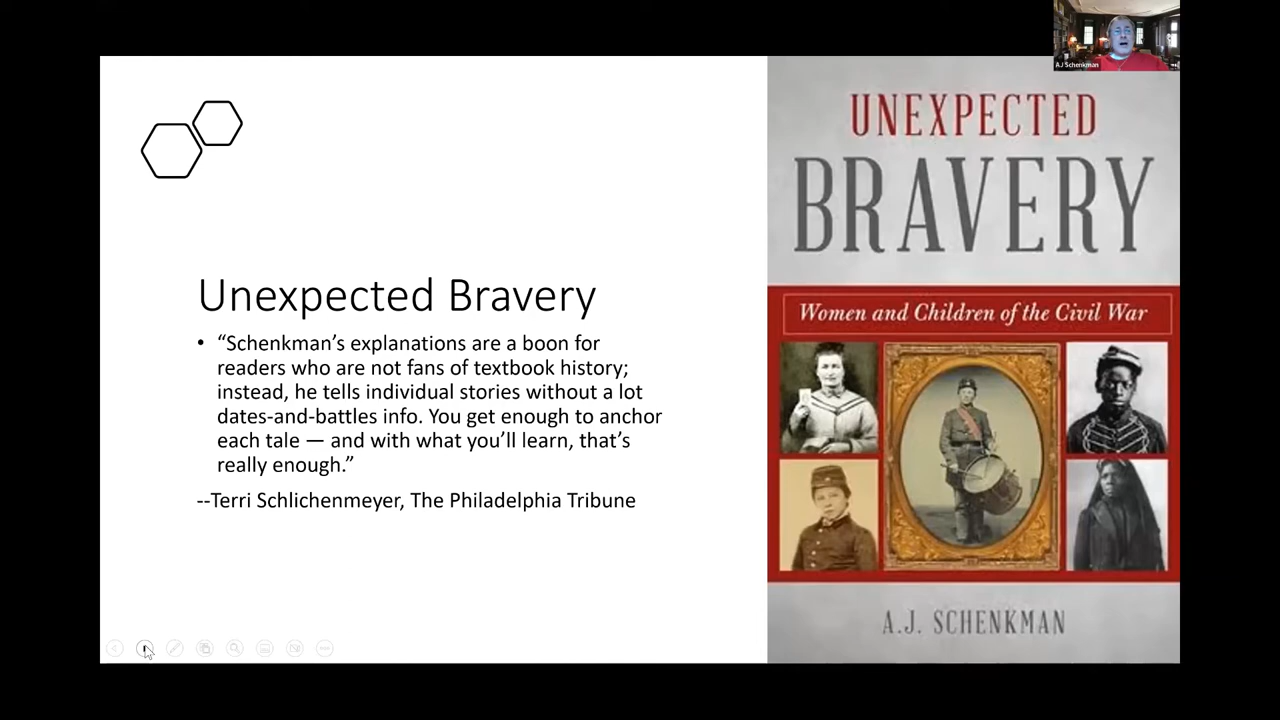 A.J Schenkman
UNEXPECTED
BRAVERY
Women and Children of the Civil War
A.J. SCHENKMAN
Unexpected Bravery
• “Schenkman’s explanations are a boon for
readers who are not fans of textbook history;
instead, he tells individual stories without a lot
dates-and-battles info. You get enough to anchor
each tale — and with what you’ll learn, that’s
really enough.”
--Terri Schlichenmeyer, The Philadelphia Tribune